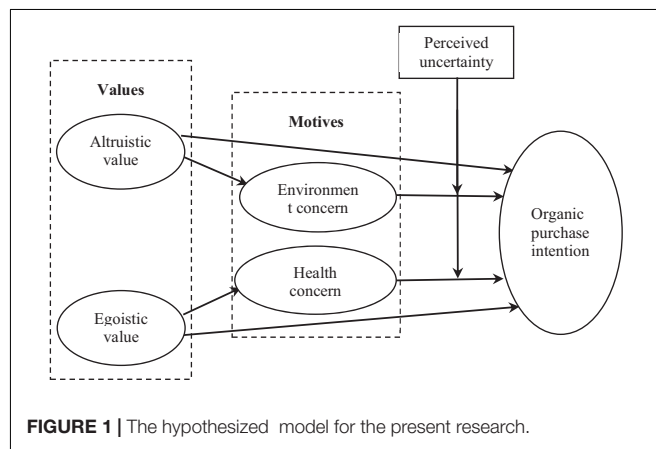 Perceived
uncertainty
Values
Motives
Altruistic
value
Environmen
t concern
Organic
purchase
intention
Health
concern
Egoistic
value
FIGURE 1 | The hypothesized model for the present research.